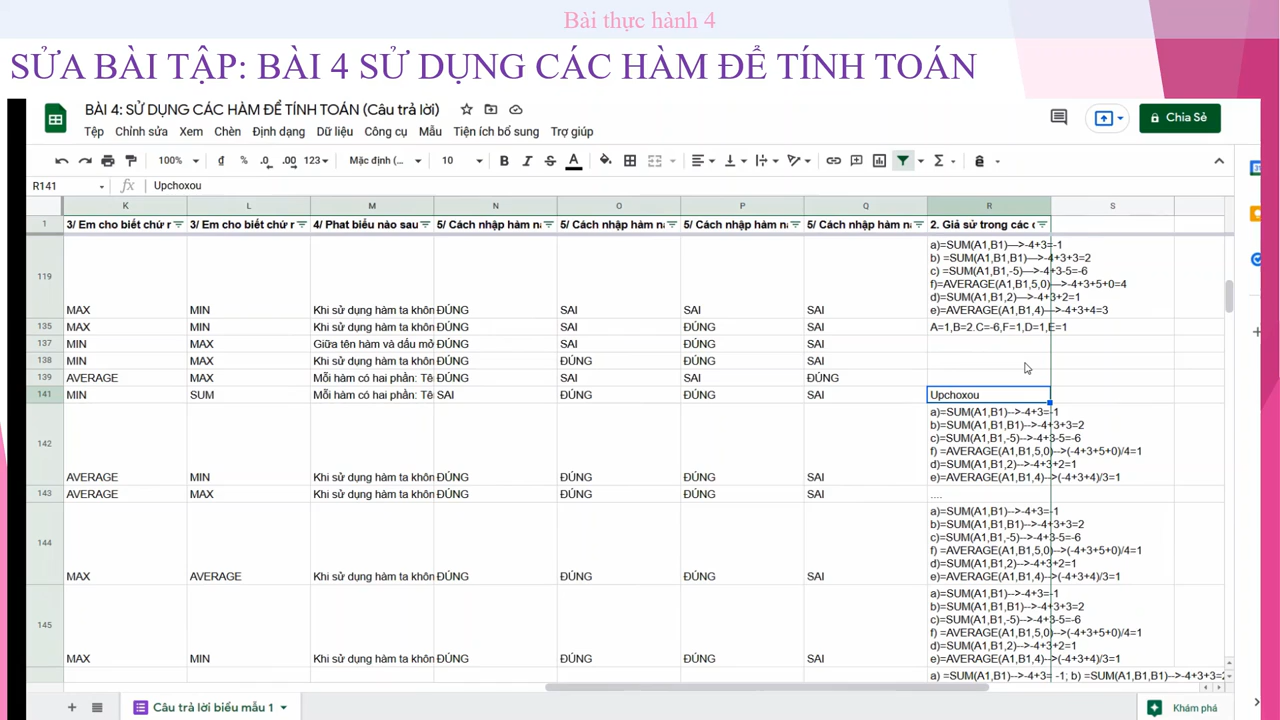 Bài thực hành 4
SỬA BÀI TẬP: BÀI 4 SỬ DỤNG CÁC HÀM ĐỂ TÍNH TOÁN
BÀI 4: SỬ DỤNG CÁC HÀM ĐỂ TÍNH TOÁN (Câu trả lời)
Tệp Chỉnh sửa Xem Chèn Định dạng Dữ liệu Công cụ Mẫu Tiện ích bổ sung Trợ giúp
Chia Sẻ
100% đ % .0 .00 123 Mặc định (... 10 B I S A
R141 fx Upchoxou
K L M N O P Q R S
1 3/ Em cho biết chứ r 3/ Em cho biết chứ r 4/ Phat biểu nào sau 5/ Cách nhập hàm nà 5/ Cách nhập hàm nà 5/ Cách nhập hàm nà 5/ Cách nhập hàm nà 2. Giả sử trong các ơ
a)=SUM(A1,B1)—>-4+3=-1
b) =SUM(A1,B1,B1)—>-4+3+3=2
c) =SUM(A1,B1,-5)—>-4+3-5=-6
f)=AVERAGE(A1,B1,5,0)—>-4+3+5+0=4
d)=SUM(A1,B1,2)—>-4+3+2=1
e)=AVERAGE(A1,B1,4)—>-4+3+4=3
119 MAX MIN Khi sử dụng hàm ta khôn ĐÚNG SAI SAI SAI
135 MAX MIN Khi sử dụng hàm ta khôn ĐÚNG SAI ĐÚNG SAI A=1,B=2.C=-6,F=1,D=1,E=1
137 MIN MAX Giữa tên hàm và dấu mở ĐÚNG SAI ĐÚNG SAI
138 MIN MAX Khi sử dụng hàm ta khôn ĐÚNG ĐÚNG ĐÚNG SAI
139 AVERAGE MAX Mỗi hàm có hai phần: Tê ĐÚNG SAI SAI ĐÚNG
141 MIN SUM Mỗi hàm có hai phần: Tê SAI ĐÚNG ĐÚNG SAI Upchoxou
a)=SUM(A1,B1)-->-4+3=-1
b)=SUM(A1,B1,B1)-->-4+3+3=2
c)=SUM(A1,B1,-5)-->-4+3-5=-6
f) =AVERAGE(A1,B1,5,0)-->(-4+3+5+0)/4=1
d)=SUM(A1,B1,2)-->-4+3+2=1
e)=AVERAGE(A1,B1,4)-->(-4+3+4)/3=1
142 AVERAGE MIN Khi sử dụng hàm ta khôn ĐÚNG ĐÚNG ĐÚNG SAI
143 AVERAGE MAX Khi sử dụng hàm ta khôn ĐÚNG ĐÚNG ĐÚNG SAI ....
a)=SUM(A1,B1)-->-4+3=-1
b)=SUM(A1,B1,B1)-->-4+3+3=2
c)=SUM(A1,B1,-5)-->-4+3-5=-6
f) =AVERAGE(A1,B1,5,0)-->(-4+3+5+0)/4=1
d)=SUM(A1,B1,2)-->-4+3+2=1
e)=AVERAGE(A1,B1,4)-->(-4+3+4)/3=1
144 MAX AVERAGE Khi sử dụng hàm ta khôn ĐÚNG ĐÚNG ĐÚNG SAI
a)=SUM(A1,B1)-->-4+3=-1
b)=SUM(A1,B1,B1)-->-4+3+3=2
c)=SUM(A1,B1,-5)-->-4+3-5=-6
f) =AVERAGE(A1,B1,5,0)-->(-4+3+5+0)/4=1
d)=SUM(A1,B1,2)-->-4+3+2=1
e)=AVERAGE(A1,B1,4)-->(-4+3+4)/3=1
145 MAX MIN Khi sử dụng hàm ta khôn ĐÚNG ĐÚNG ĐÚNG SAI
a) =SUM(A1,B1)-->-4+3= -1; b) =SUM(A1,B1,B1)-->-4+3+3=2
Câu trả lời biểu mẫu 1
Khám phá